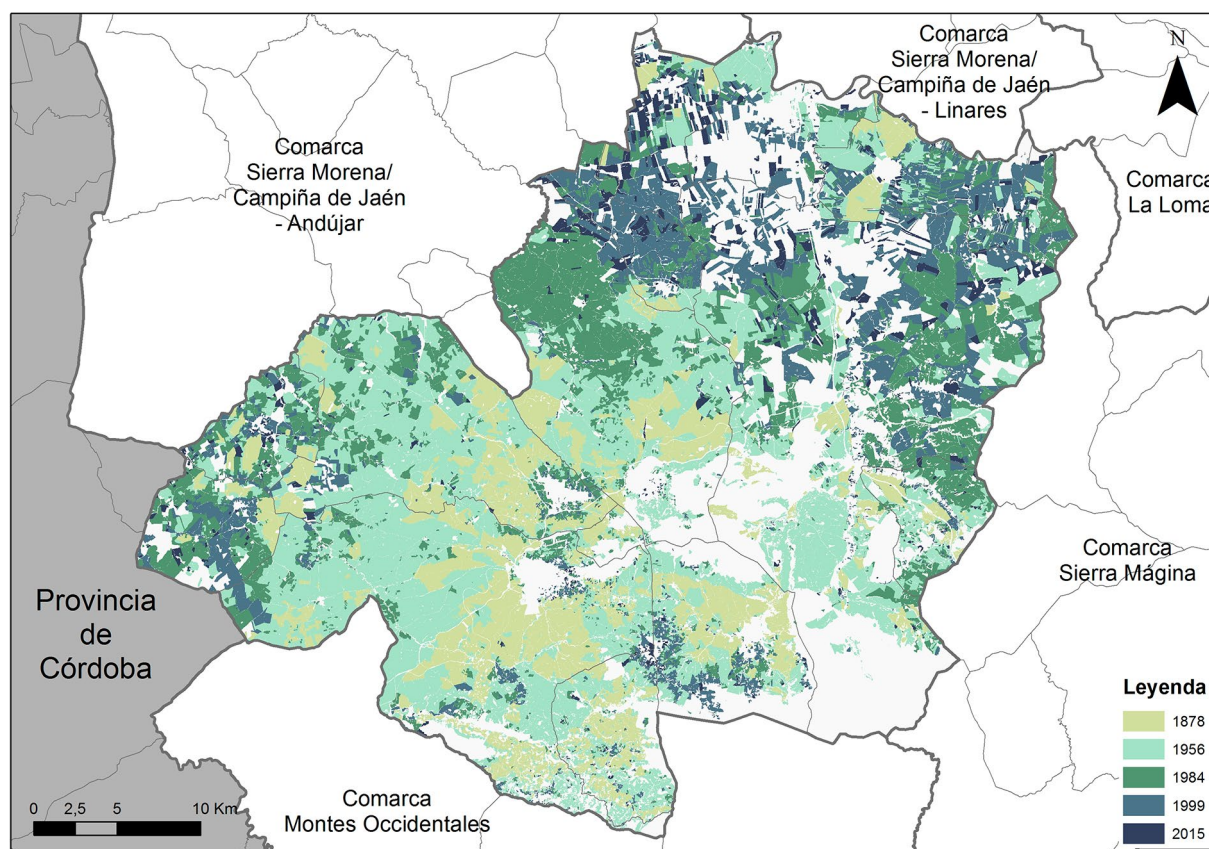 Comarca
Sierra Morena/
Campiña de Jaén
- Linares
N
Comarca
Sierra Morena/
Campiña de Jaén
- Andújar
Comarca
La Loma
Comarca
Sierra Mágina
Provincia
de
Córdoba
Comarca
Montes Occidentales
0 2,5 5 10 Km
Leyenda
1878
1956
1984
1999
2015